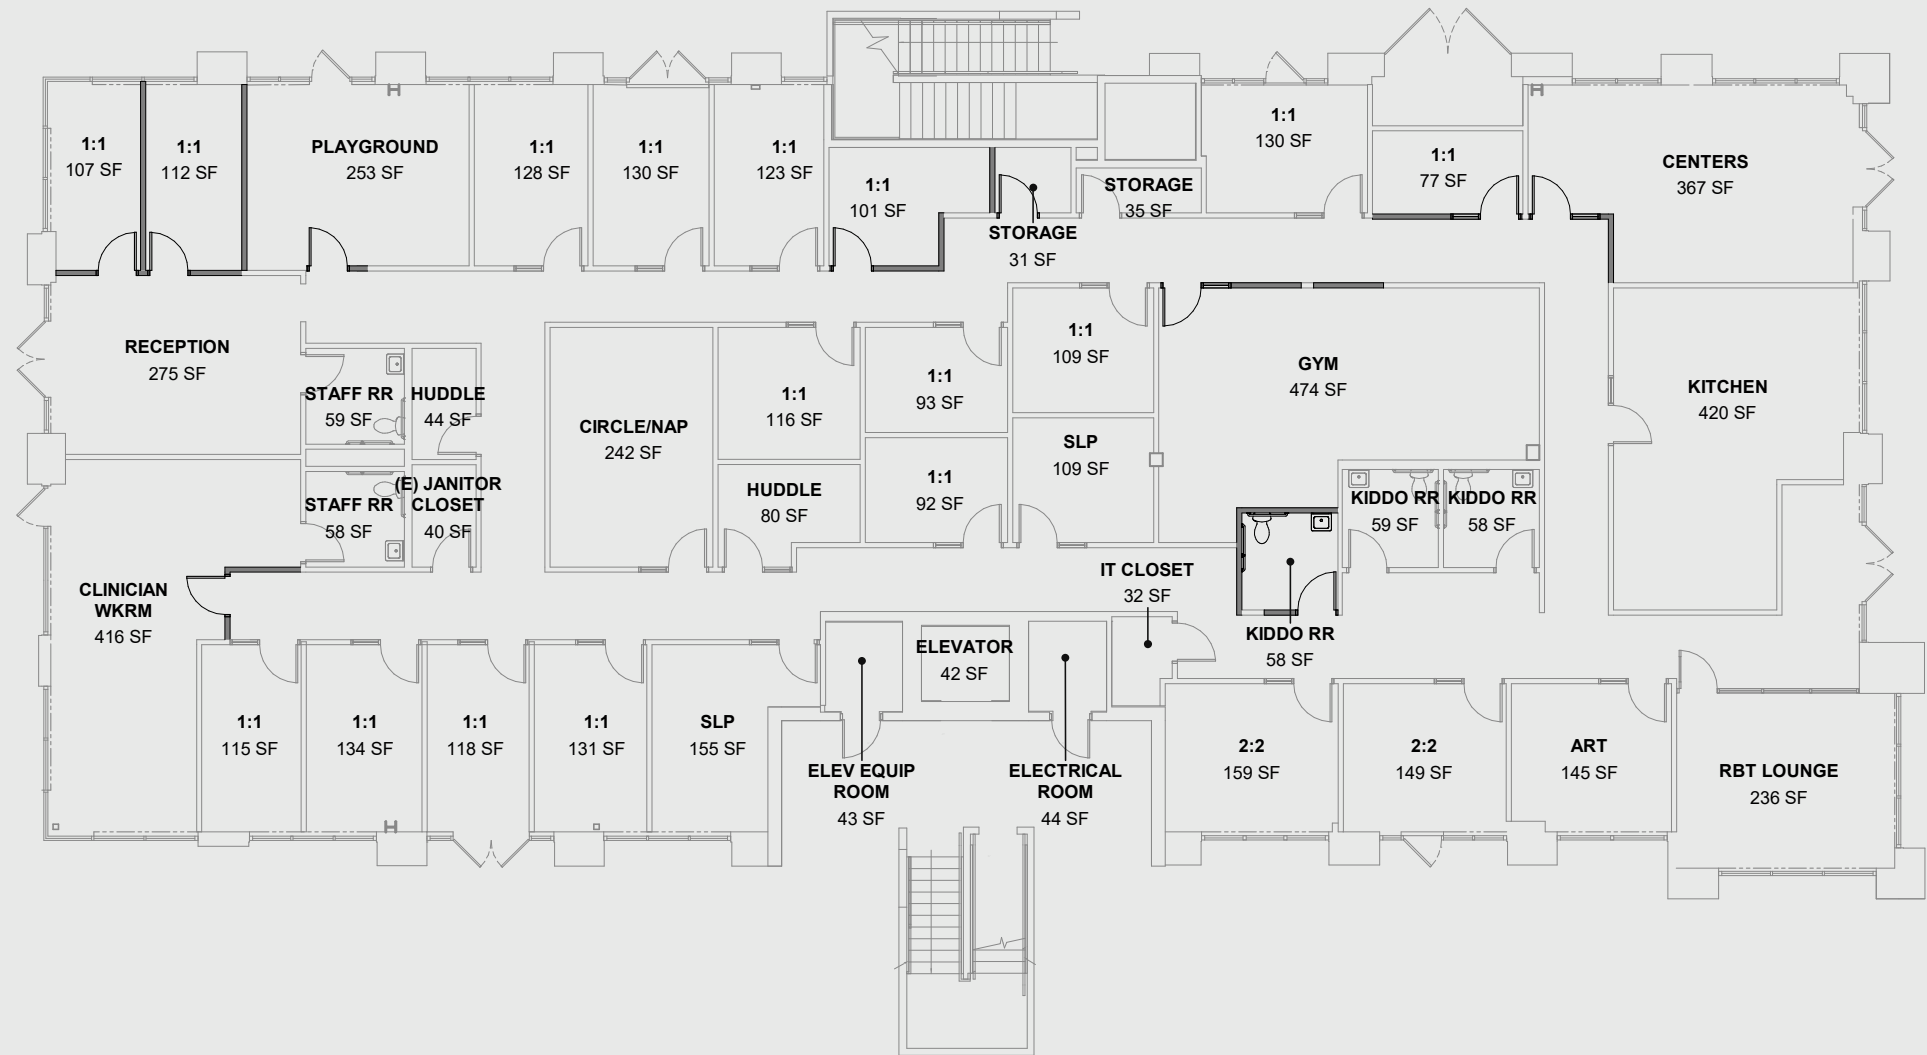 1:1
107 SF
1:1
112 SF
PLAYGROUND
253 SF
1:1
128 SF
1:1
130 SF
1:1
123 SF
1:1
101 SF
STORAGE
31 SF
STORAGE
35 SF
1:1
130 SF
1:1
77 SF
CENTERS
367 SF
RECEPTION
275 SF
STAFF RR
59 SF
HUDDLE
44 SF
CIRCLE/NAP
242 SF
1:1
116 SF
1:1
93 SF
1:1
109 SF
GYM
474 SF
KITCHEN
420 SF
STAFF RR
58 SF
(E) JANITOR
CLOSET
40 SF
HUDDLE
80 SF
1:1
92 SF
SLP
109 SF
KIDDO RR
59 SF
KIDDO RR
58 SF
CLINICIAN
WKRM
416 SF
IT CLOSET
32 SF
KIDDO RR
58 SF
ELEVATOR
42 SF
1:1
115 SF
1:1
134 SF
1:1
118 SF
1:1
131 SF
SLP
155 SF
ELEV EQUIP
ROOM
43 SF
ELECTRICAL
ROOM
44 SF
2:2
159 SF
2:2
149 SF
ART
145 SF
RBT LOUNGE
236 SF